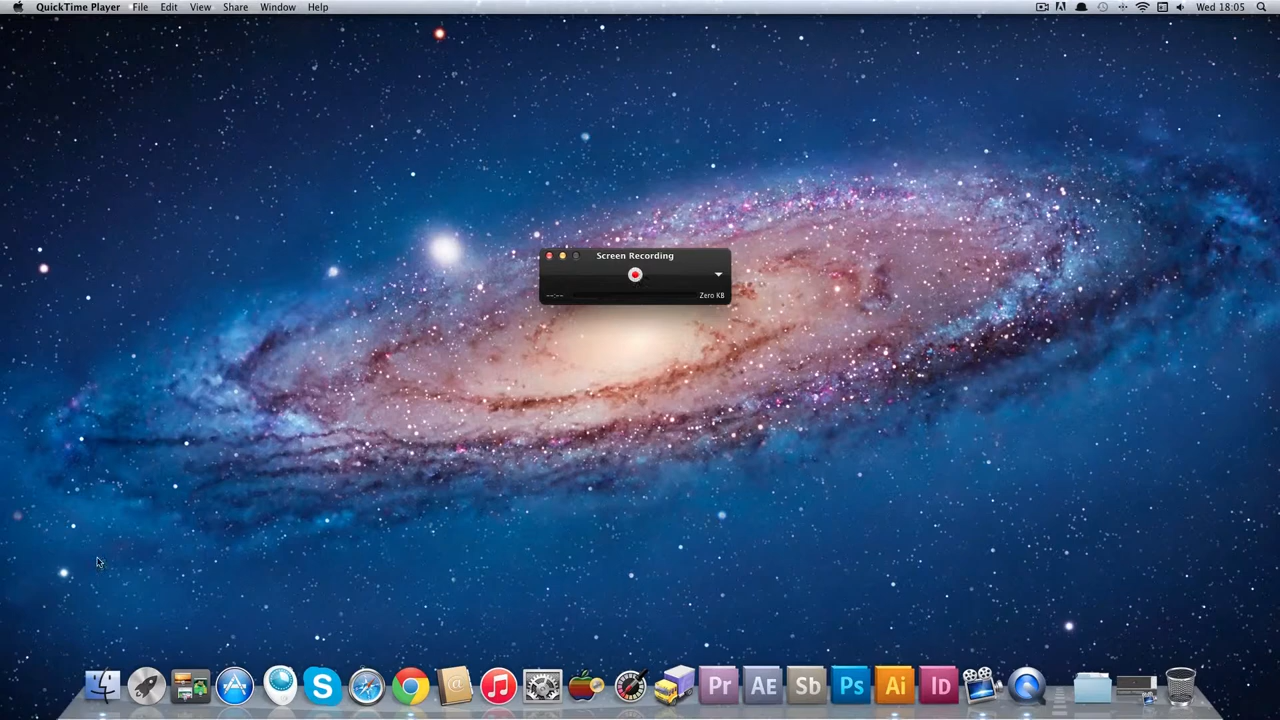 QuickTime Player File Edit View Share Window Help Wed 18:05
Screen Recording
--:-- Zero KB
S Pr AE Sb Ps Ai ID